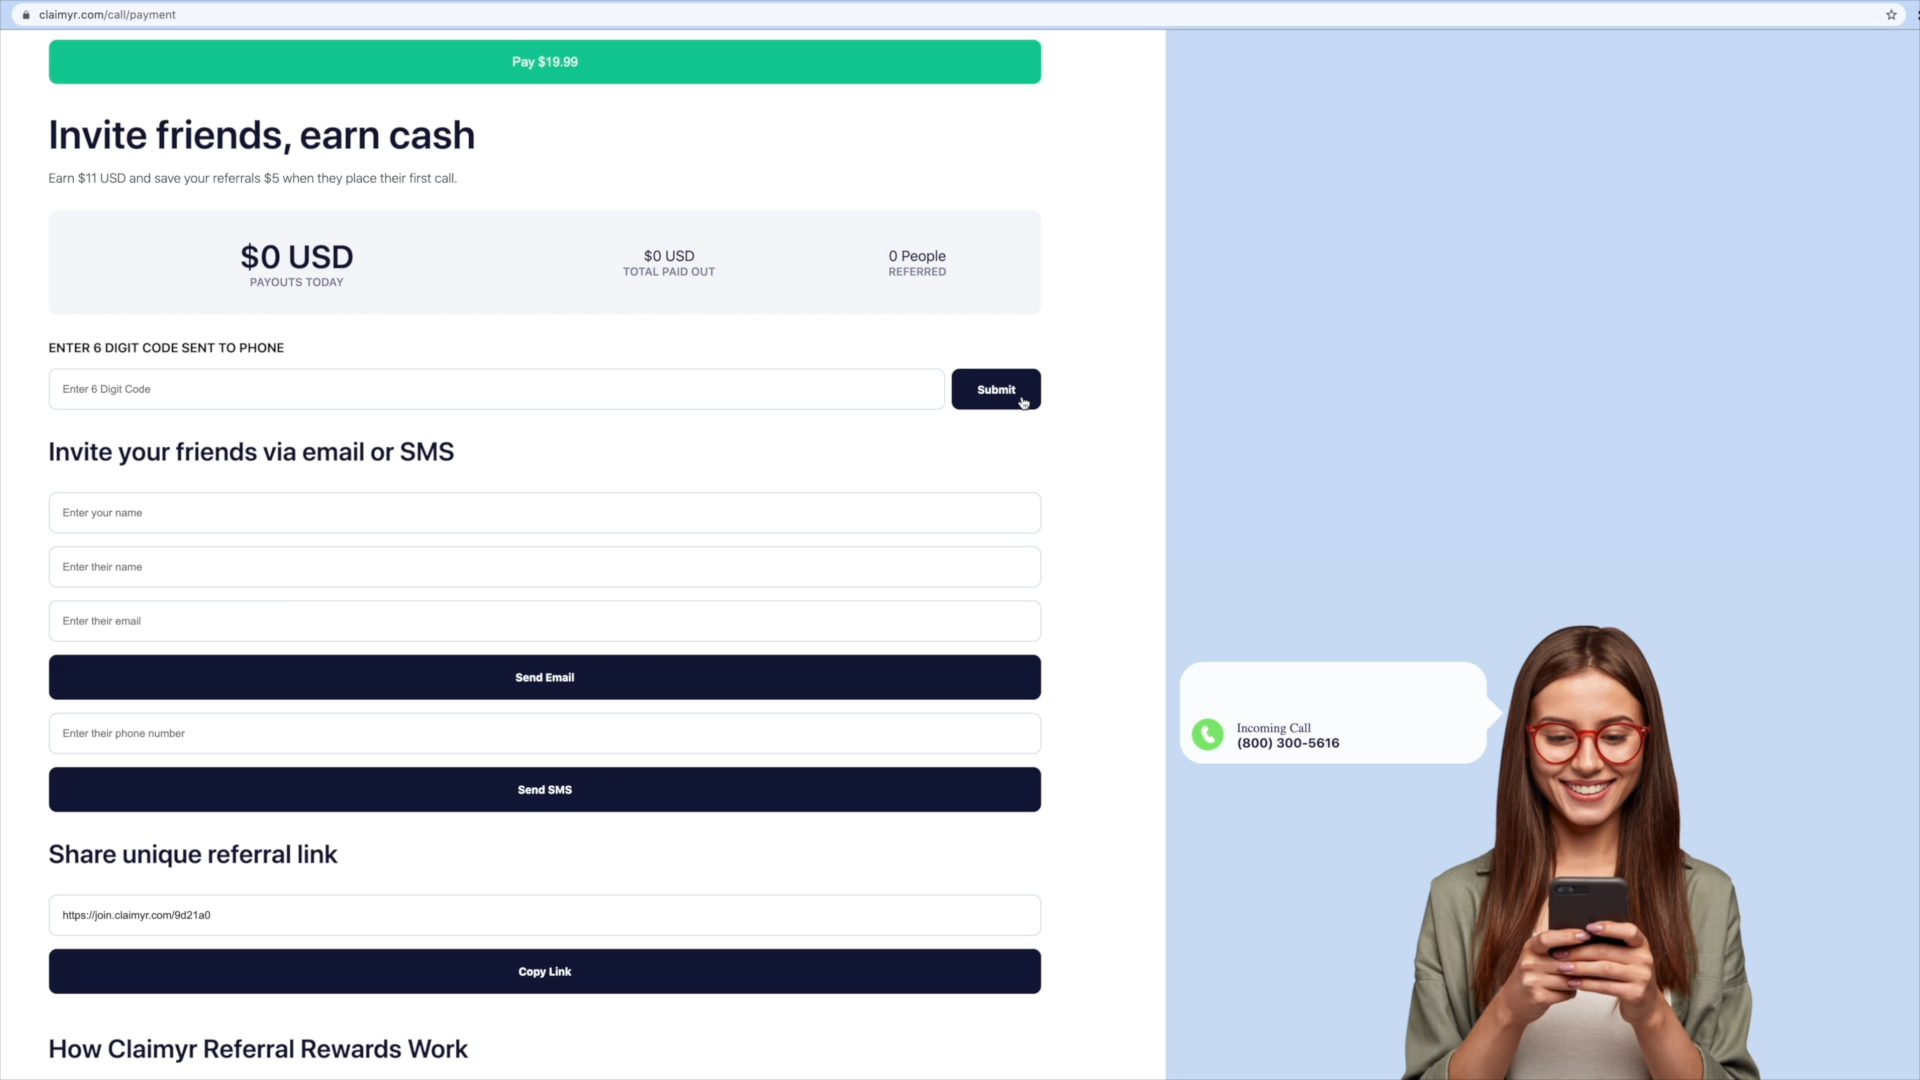 claimyr.com/call/payment
Pay $19.99
Invite friends, earn cash
Earn $11 USD and save your referrals $5 when they place their first call.
$0 USD
PAYOUTS TODAY
$0 USD
TOTAL PAID OUT
0 People
REFERRED
ENTER 6 DIGIT CODE SENT TO PHONE
Enter 6 Digit Code
Submit
Invite your friends via email or SMS
Enter your name
Enter their name
Enter their email
Send Email
Enter their phone number
Send SMS
Share unique referral link
https://join.claimyr.com/9d21a0
Copy Link
How Claimyr Referral Rewards Work
Incoming Call
(800) 300-5616